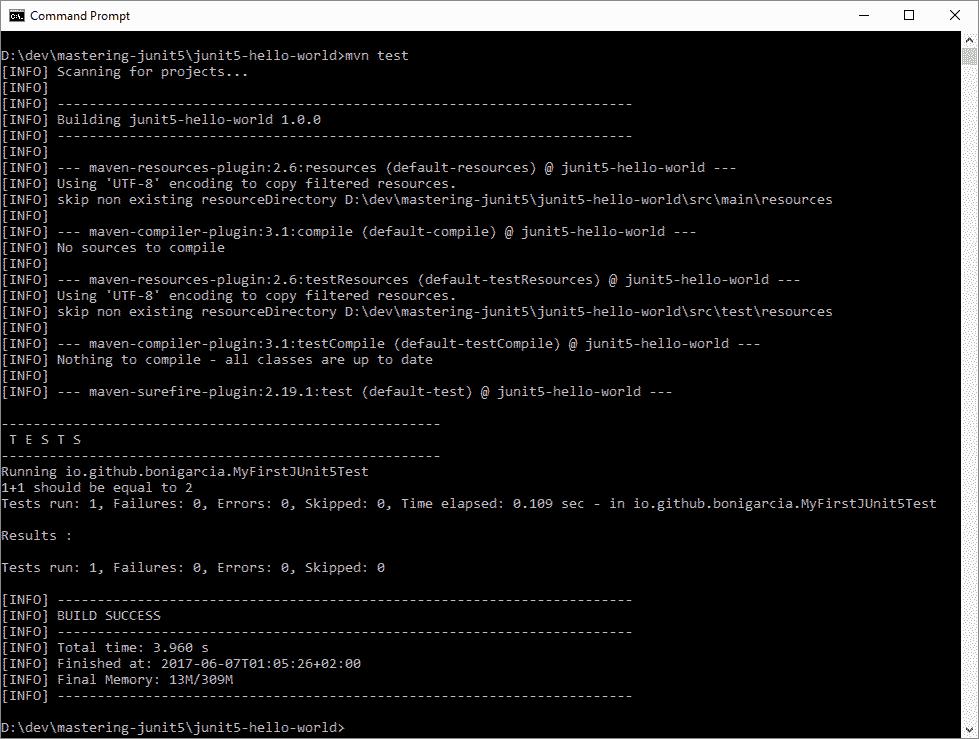 Command Prompt
D:\dev\mastering-junit5\junit5-hello-world>mvn test
[INFO] Scanning for projects...
[INFO]
[INFO] ------------------------------------------------------------------------
[INFO] Building junit5-hello-world 1.0.0
[INFO] ------------------------------------------------------------------------
[INFO]
[INFO] --- maven-resources-plugin:2.6:resources (default-resources) @ junit5-hello-world ---
[INFO] Using 'UTF-8' encoding to copy filtered resources.
[INFO] skip non existing resourceDirectory D:\dev\mastering-junit5\junit5-hello-world\src\main\resources
[INFO]
[INFO] --- maven-compiler-plugin:3.1:compile (default-compile) @ junit5-hello-world ---
[INFO] No sources to compile
[INFO]
[INFO] --- maven-resources-plugin:2.6:testResources (default-testResources) @ junit5-hello-world ---
[INFO] Using 'UTF-8' encoding to copy filtered resources.
[INFO] skip non existing resourceDirectory D:\dev\mastering-junit5\junit5-hello-world\src\test\resources
[INFO]
[INFO] --- maven-compiler-plugin:3.1:testCompile (default-testCompile) @ junit5-hello-world ---
[INFO] Nothing to compile - all classes are up to date
[INFO]
[INFO] --- maven-surefire-plugin:2.19.1:test (default-test) @ junit5-hello-world ---
-------------------------------------------------------
T E S T S
-------------------------------------------------------
Running io.github.bonigarcia.MyFirstJUnit5Test
1+1 should be equal to 2
Tests run: 1, Failures: 0, Errors: 0, Skipped: 0, Time elapsed: 0.109 sec - in io.github.bonigarcia.MyFirstJUnit5Test
Results :
Tests run: 1, Failures: 0, Errors: 0, Skipped: 0
[INFO] ------------------------------------------------------------------------
[INFO] BUILD SUCCESS
[INFO] ------------------------------------------------------------------------
[INFO] Total time: 3.960 s
[INFO] Finished at: 2017-06-07T01:05:26+02:00
[INFO] Final Memory: 13M/309M
[INFO] ------------------------------------------------------------------------
D:\dev\mastering-junit5\junit5-hello-world>